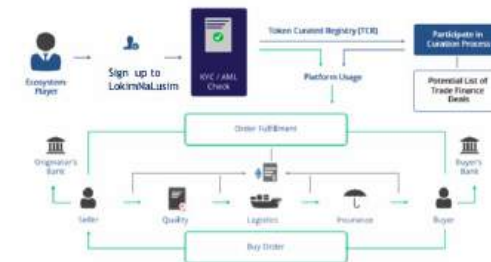 Token Curated Registry (TCR)
Participate in
Curation Process
Ecosystem
Player
Sign up to
LokimNaLusim
KYC / AML
Check
Platform Usage
Potential List of
Trade Finance
Deals
Order Fulfillment
Originator's
Bank
Buyer's
Bank
Seller
Quality
Logistics
Insurance
Buyer
Buy Order